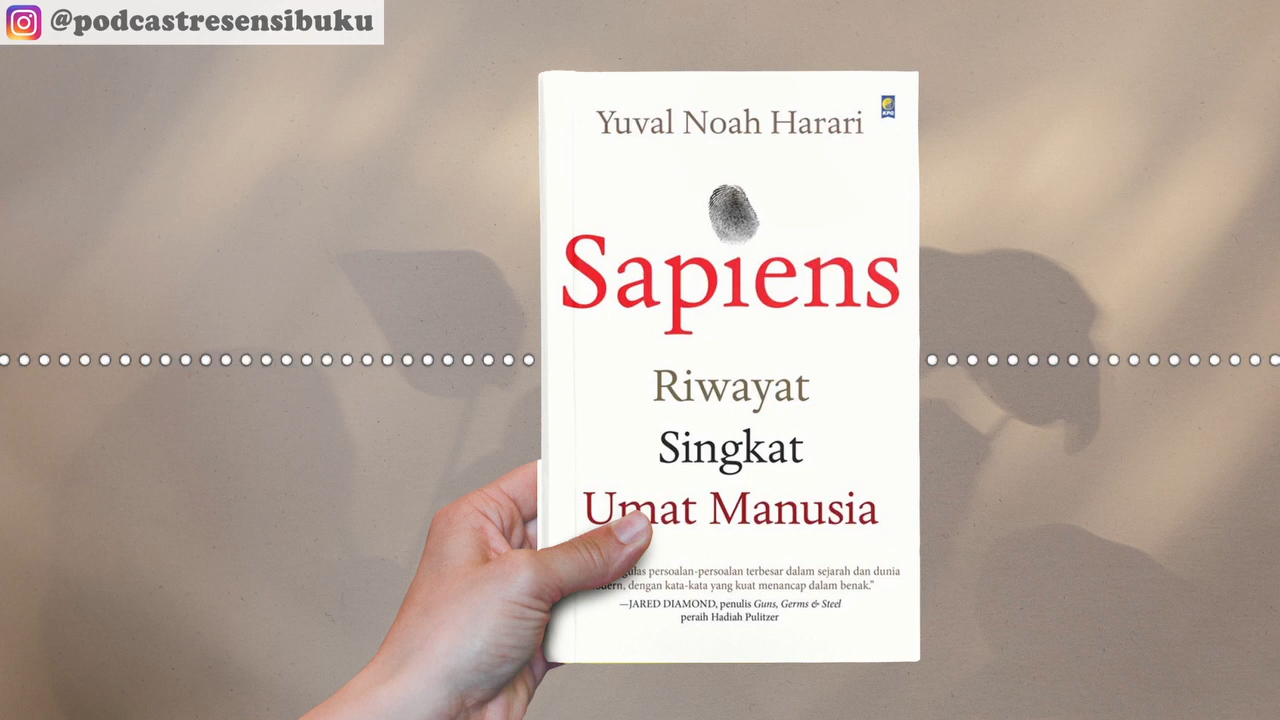 @podcastresensibuku
Yuval Noah Harari
KPG
Sapiens
Riwayat
Singkat
Umat Manusia
persoalan-persoalan terbesar dalam sejarah dan dunia
dengan kata-kata yang kuat menancap dalam benak.”
—JARED DIAMOND, penulis Guns, Germs & Steel
peraih Hadiah Pulitzer